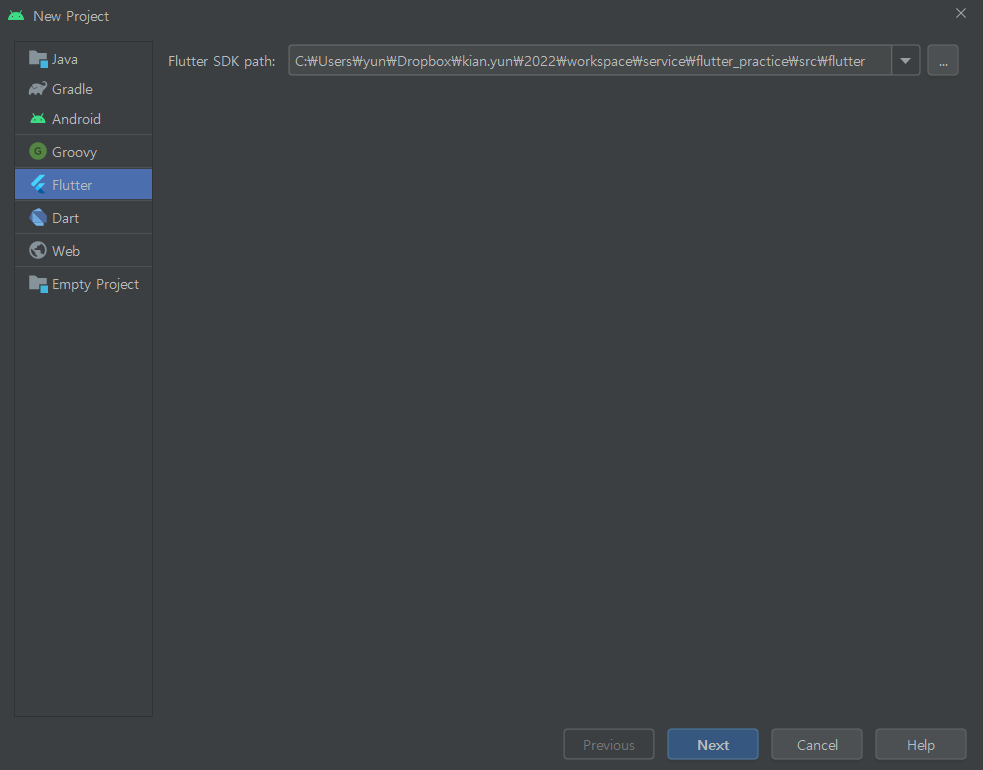 New Project
Java
Gradle
Android
Groovy
Flutter
Dart
Web
Empty Project
Flutter SDK path: C:₩Users₩yun₩Dropbox₩kian.yun₩2022₩workspace₩service₩flutter_practice₩src₩flutter ...
Previous Next Cancel Help